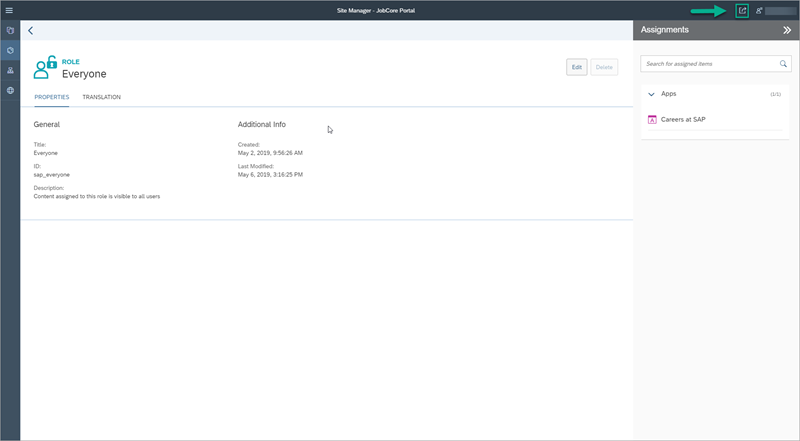 Site Manager - JobCore Portal
Assignments
ROLE
Everyone
Edit
Delete
Search for assigned items
PROPERTIES
TRANSLATION
Apps
(1/1)
Careers at SAP
General
Additional Info
Title:
Everyone
Created:
May 2, 2019, 9:56:26 AM
ID:
sap_everyone
Last Modified:
May 6, 2019, 3:16:25 PM
Description:
Content assigned to this role is visible to all users